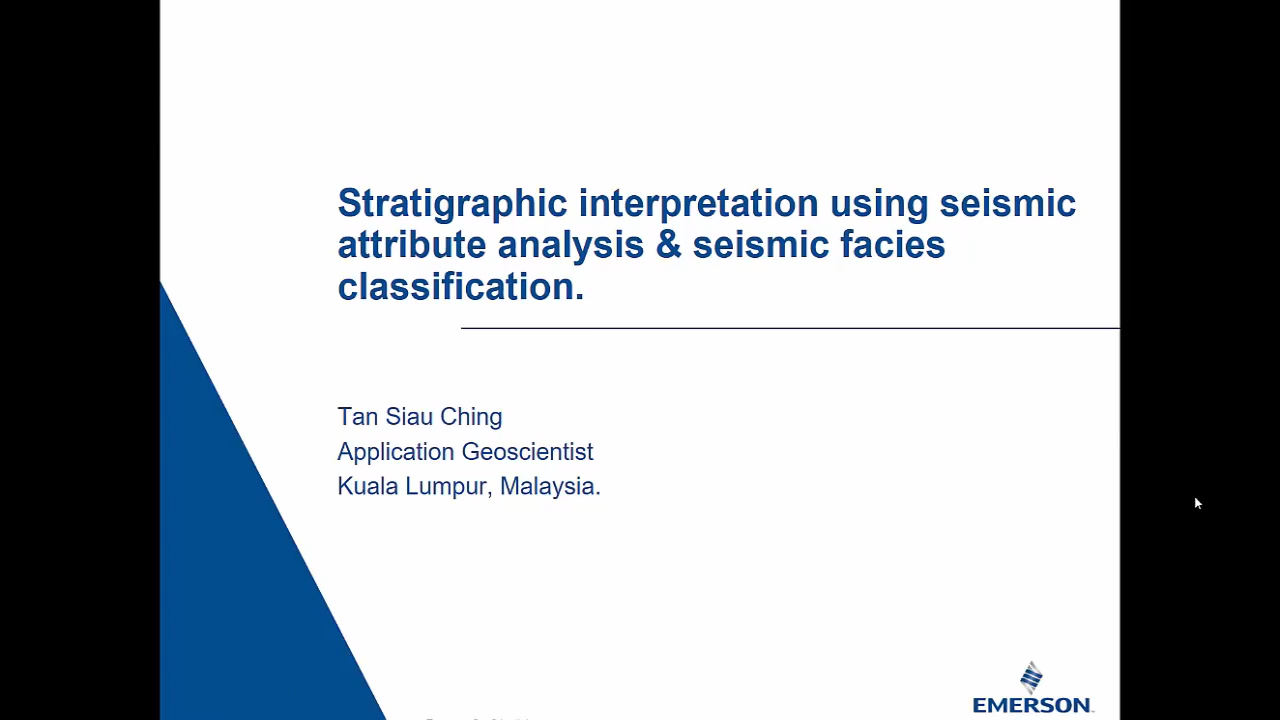 Stratigraphic interpretation using seismic
attribute analysis & seismic facies
classification.
Tan Siau Ching
Application Geoscientist
Kuala Lumpur, Malaysia.
EMERSON